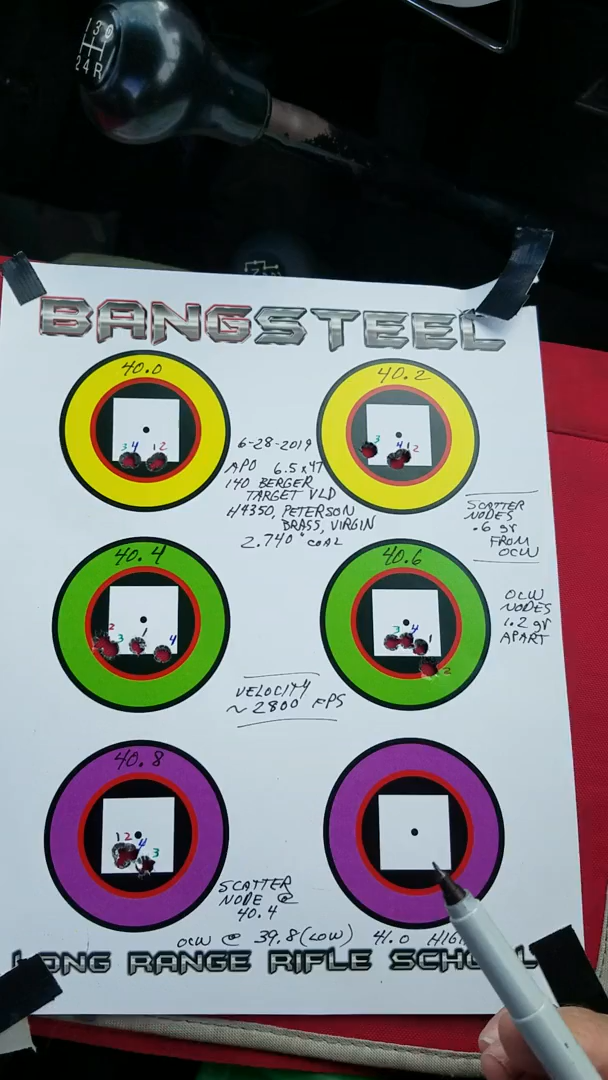 1 3
2 4 R
BANGSTEEL
40.0
3 4 1 2
40.2
3 4 1 2
6-28-2019
APO 6.5x47
140 BERGER
TARGET VLD
H4350, PETERSON
BRASS, VIRGIN
2.740" COAL
SCATTER
NODES
.6 gr
FROM
OCW
40.4
2 3 1 4
40.6
3 4 1 2
OCW
NODES
1.2 gr
APART
VELOCITY
~2800 FPS
40.8
1 2 4 3
SCATTER
NODE @
40.4
OCW @ 39.8 (LOW) 41.0 HIGH
LONG RANGE RIFLE SCHOOL